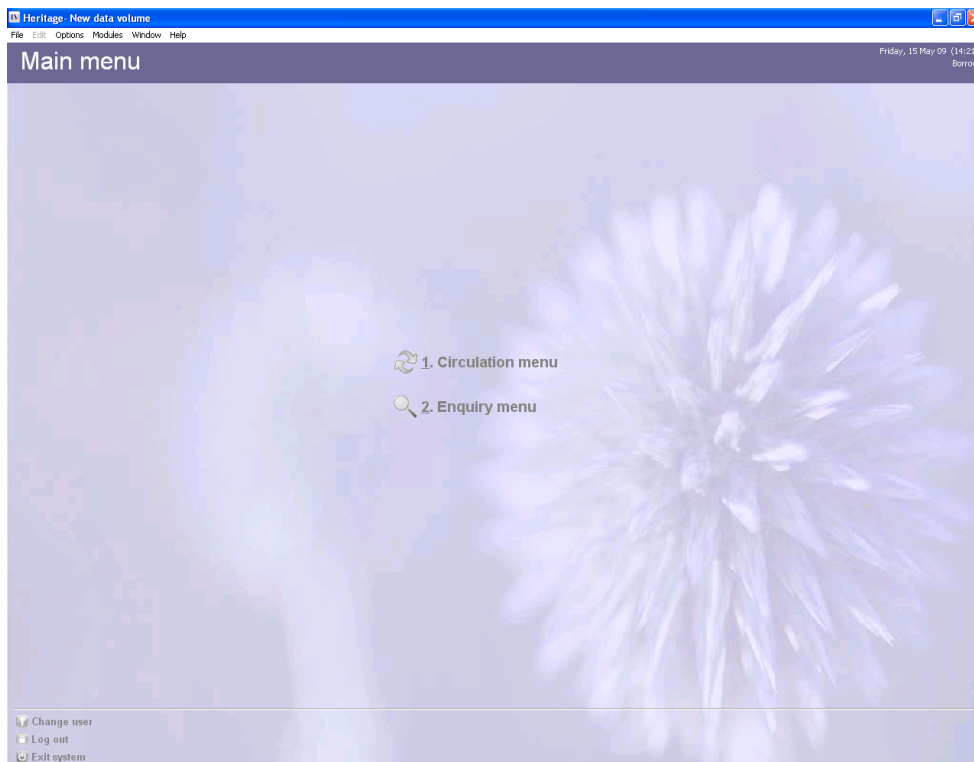 Heritage- New data volume
File Edit Options Modules Window Help
Main menu
Friday, 15 May 09 (14:21
Borro
1. Circulation menu
2. Enquiry menu
Change user
Log out
Exit system